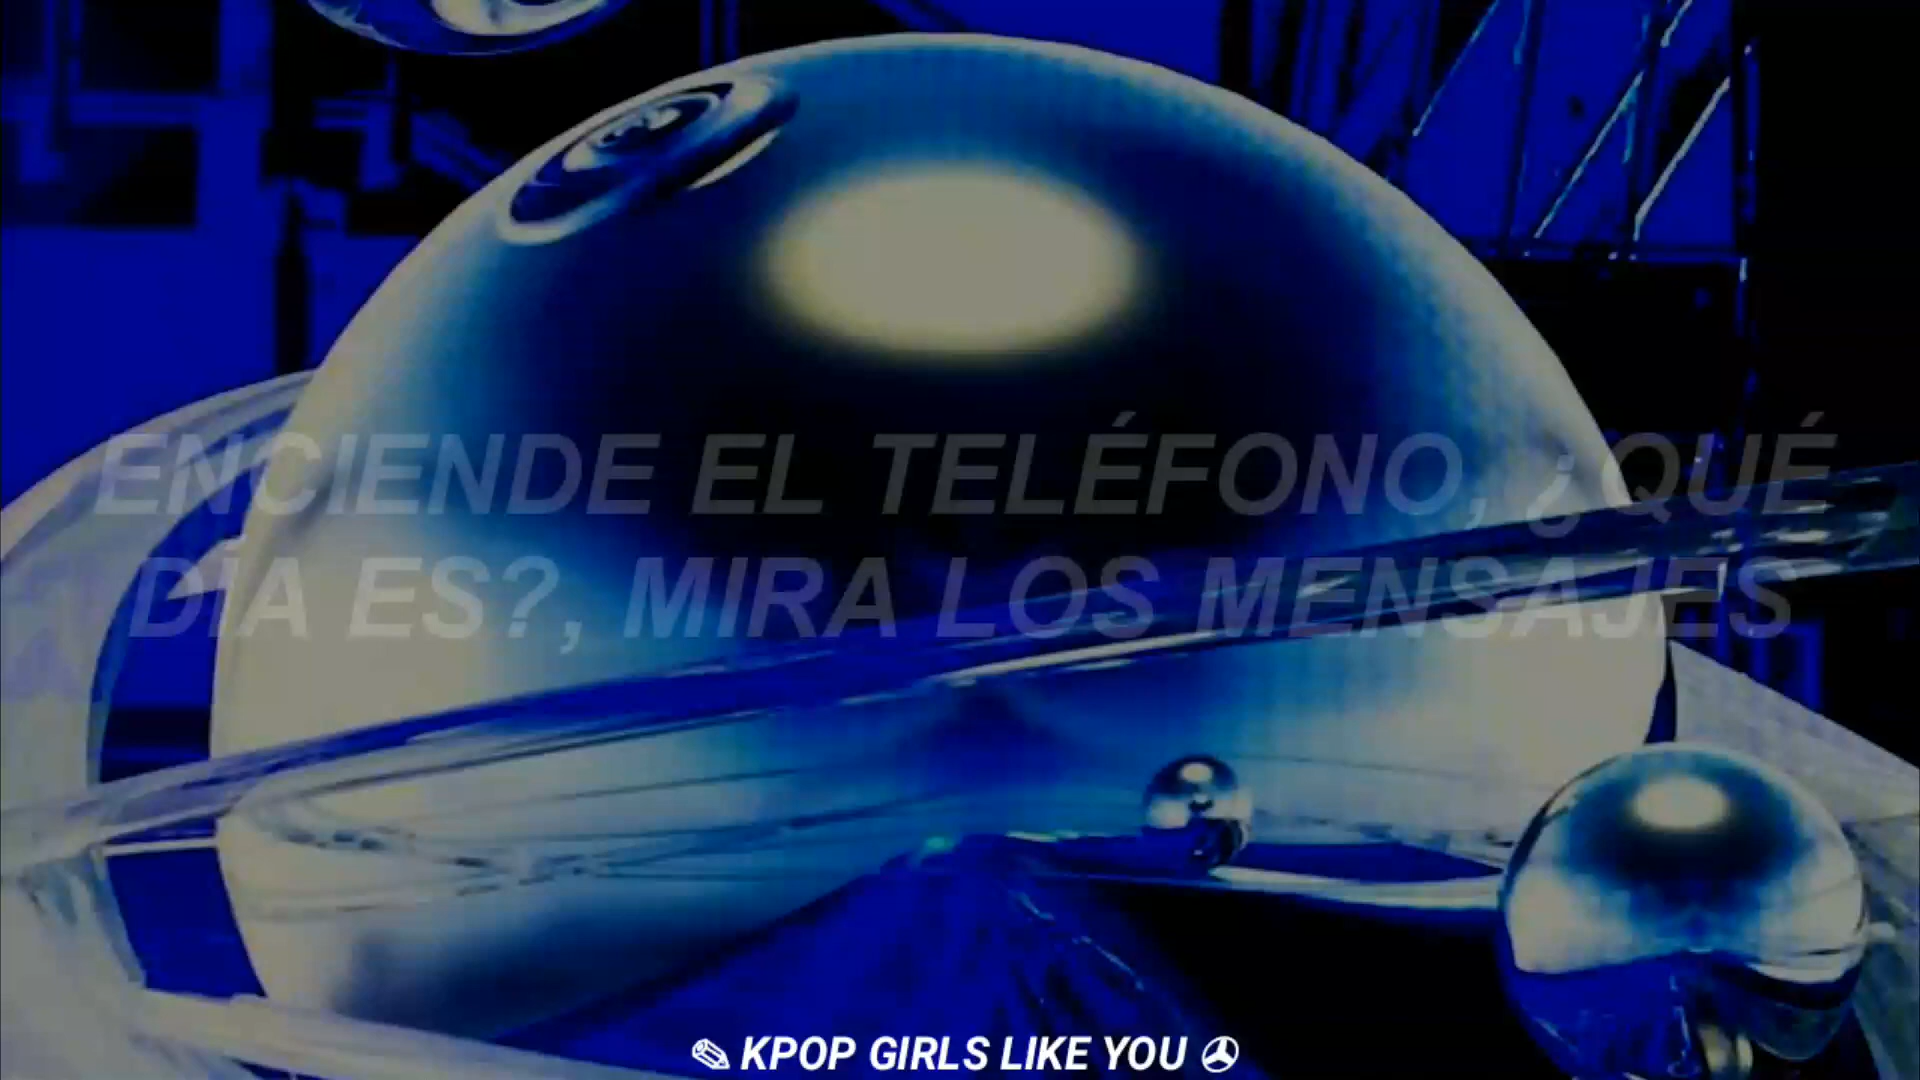 ENCIENDE EL TELÉFONO, ¿QUÉ
DÍA ES?, MIRA LOS MENSAJES
✎ KPOP GIRLS LIKE YOU ✇